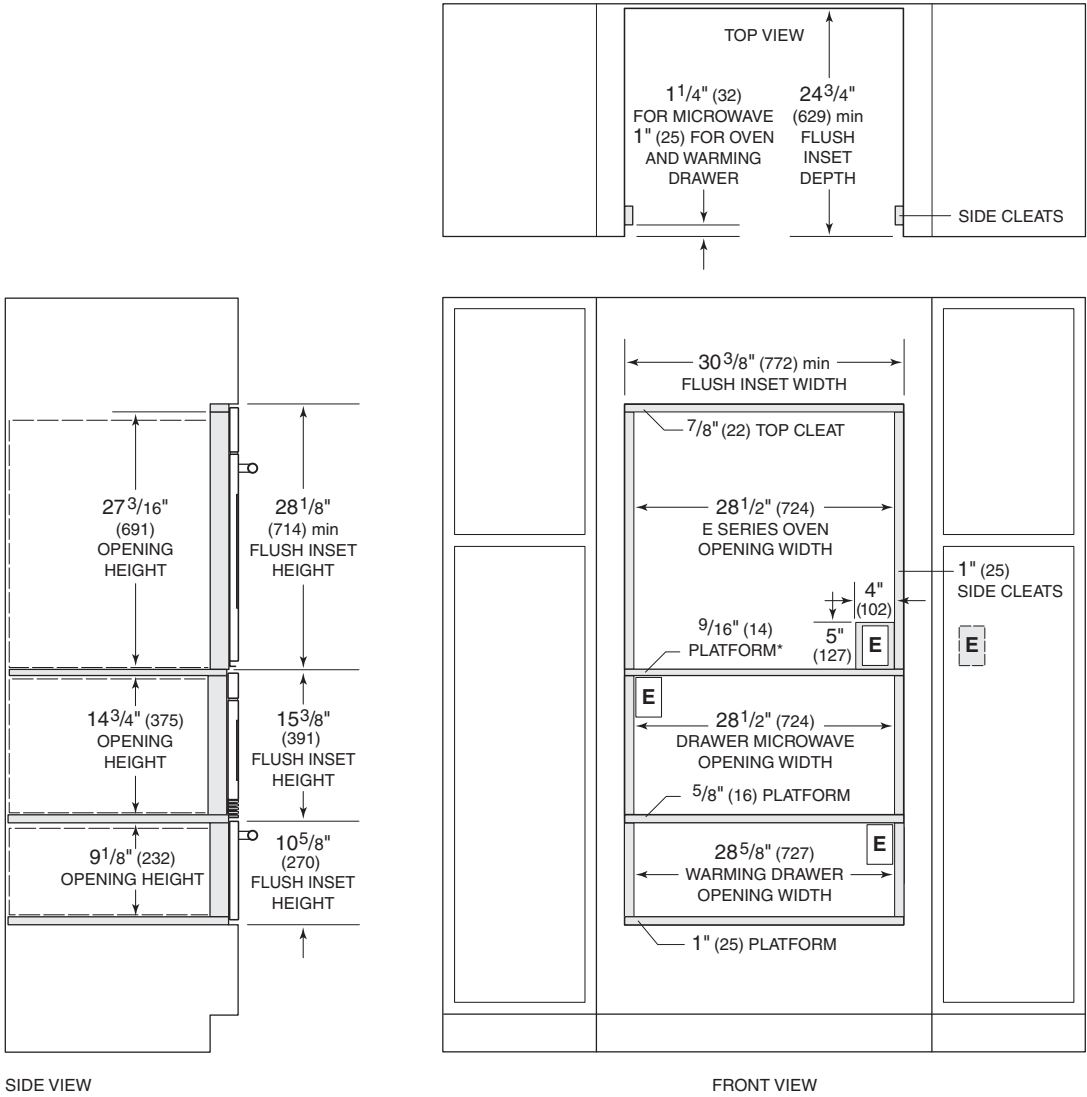 TOP VIEW
1 1/4" (32)
FOR MICROWAVE
1" (25) FOR OVEN
AND WARMING
DRAWER
24 3/4"
(629) min
FLUSH
INSET
DEPTH
SIDE CLEATS
27 3/16"
(691)
OPENING
HEIGHT
28 1/8"
(714) min
FLUSH INSET
HEIGHT
14 3/4" (375)
OPENING
HEIGHT
15 3/8"
(391)
FLUSH INSET
HEIGHT
9 1/8" (232)
OPENING HEIGHT
10 5/8"
(270)
FLUSH INSET
HEIGHT
SIDE VIEW
30 3/8" (772) min
FLUSH INSET WIDTH
7/8" (22) TOP CLEAT
28 1/2" (724)
E SERIES OVEN
OPENING WIDTH
1" (25)
SIDE CLEATS
4"
(102)
5"
(127)
E
E
9/16" (14)
PLATFORM*
E
28 1/2" (724)
DRAWER MICROWAVE
OPENING WIDTH
5/8" (16) PLATFORM
E
28 5/8" (727)
WARMING DRAWER
OPENING WIDTH
1" (25) PLATFORM
FRONT VIEW